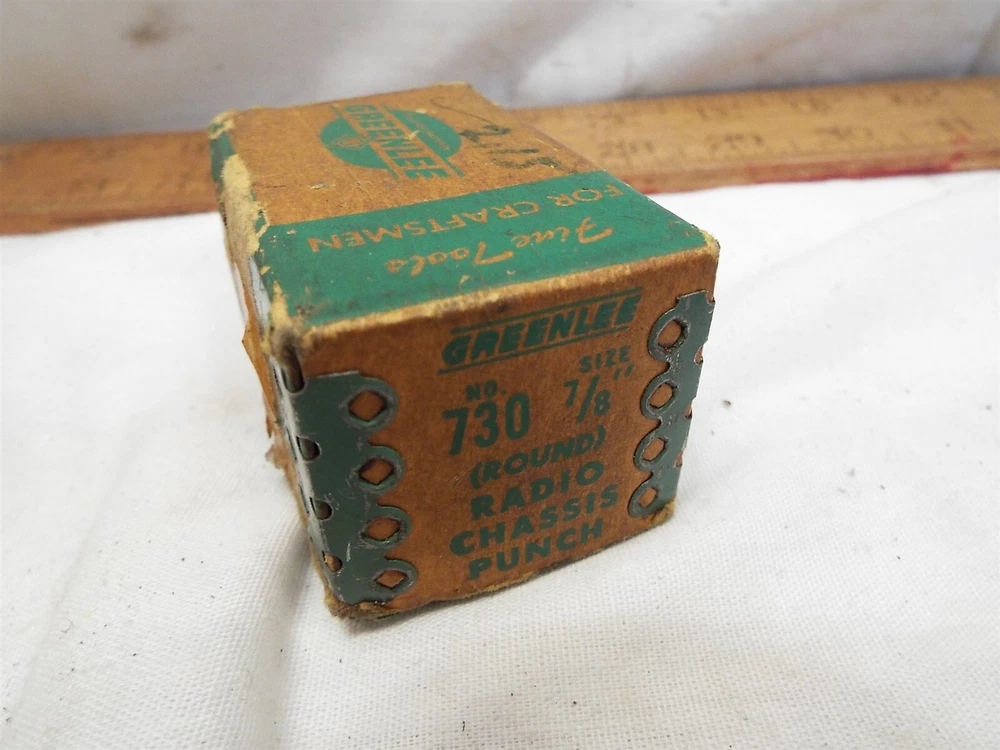 GREENLEE
Fine Tools
FOR CRAFTSMEN
GREENLEE
NO. SIZE
730 7/8"
(ROUND)
RADIO
CHASSIS
PUNCH